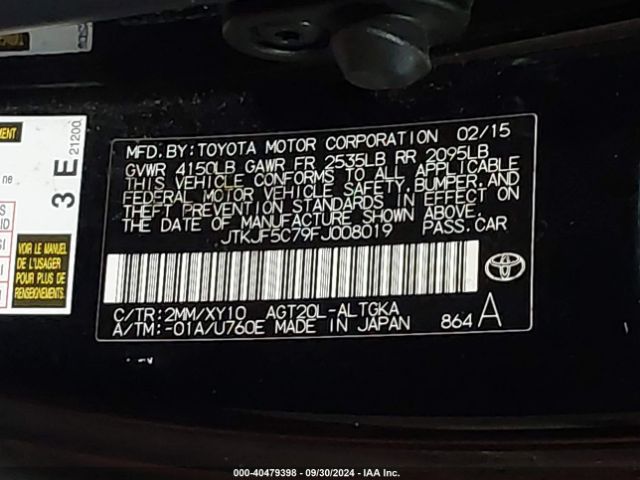 MFD. BY: TOYOTA MOTOR CORPORATION 02/15
GVWR 4150LB GAWR FR 2535LB RR 2095LB
THIS VEHICLE CONFORMS TO ALL APPLICABLE
FEDERAL MOTOR VEHICLE SAFETY, BUMPER, AND
THEFT PREVENTION STANDARDS IN EFFECT ON
THE DATE OF MANUFACTURE SHOWN ABOVE.
JTKJF5C79FJ008019 PASS. CAR
C/TR: 2MM/XY10 AGT20L-ALTGKA
A/TM: -01A/U760E MADE IN JAPAN 864 A
3 E
21200
VOIR LE
MANUEL DE
L'USAGER
POUR PLUS DE
RENSEIGNEMENTS
000-40479398 - 09/30/2024 - IAA Inc.